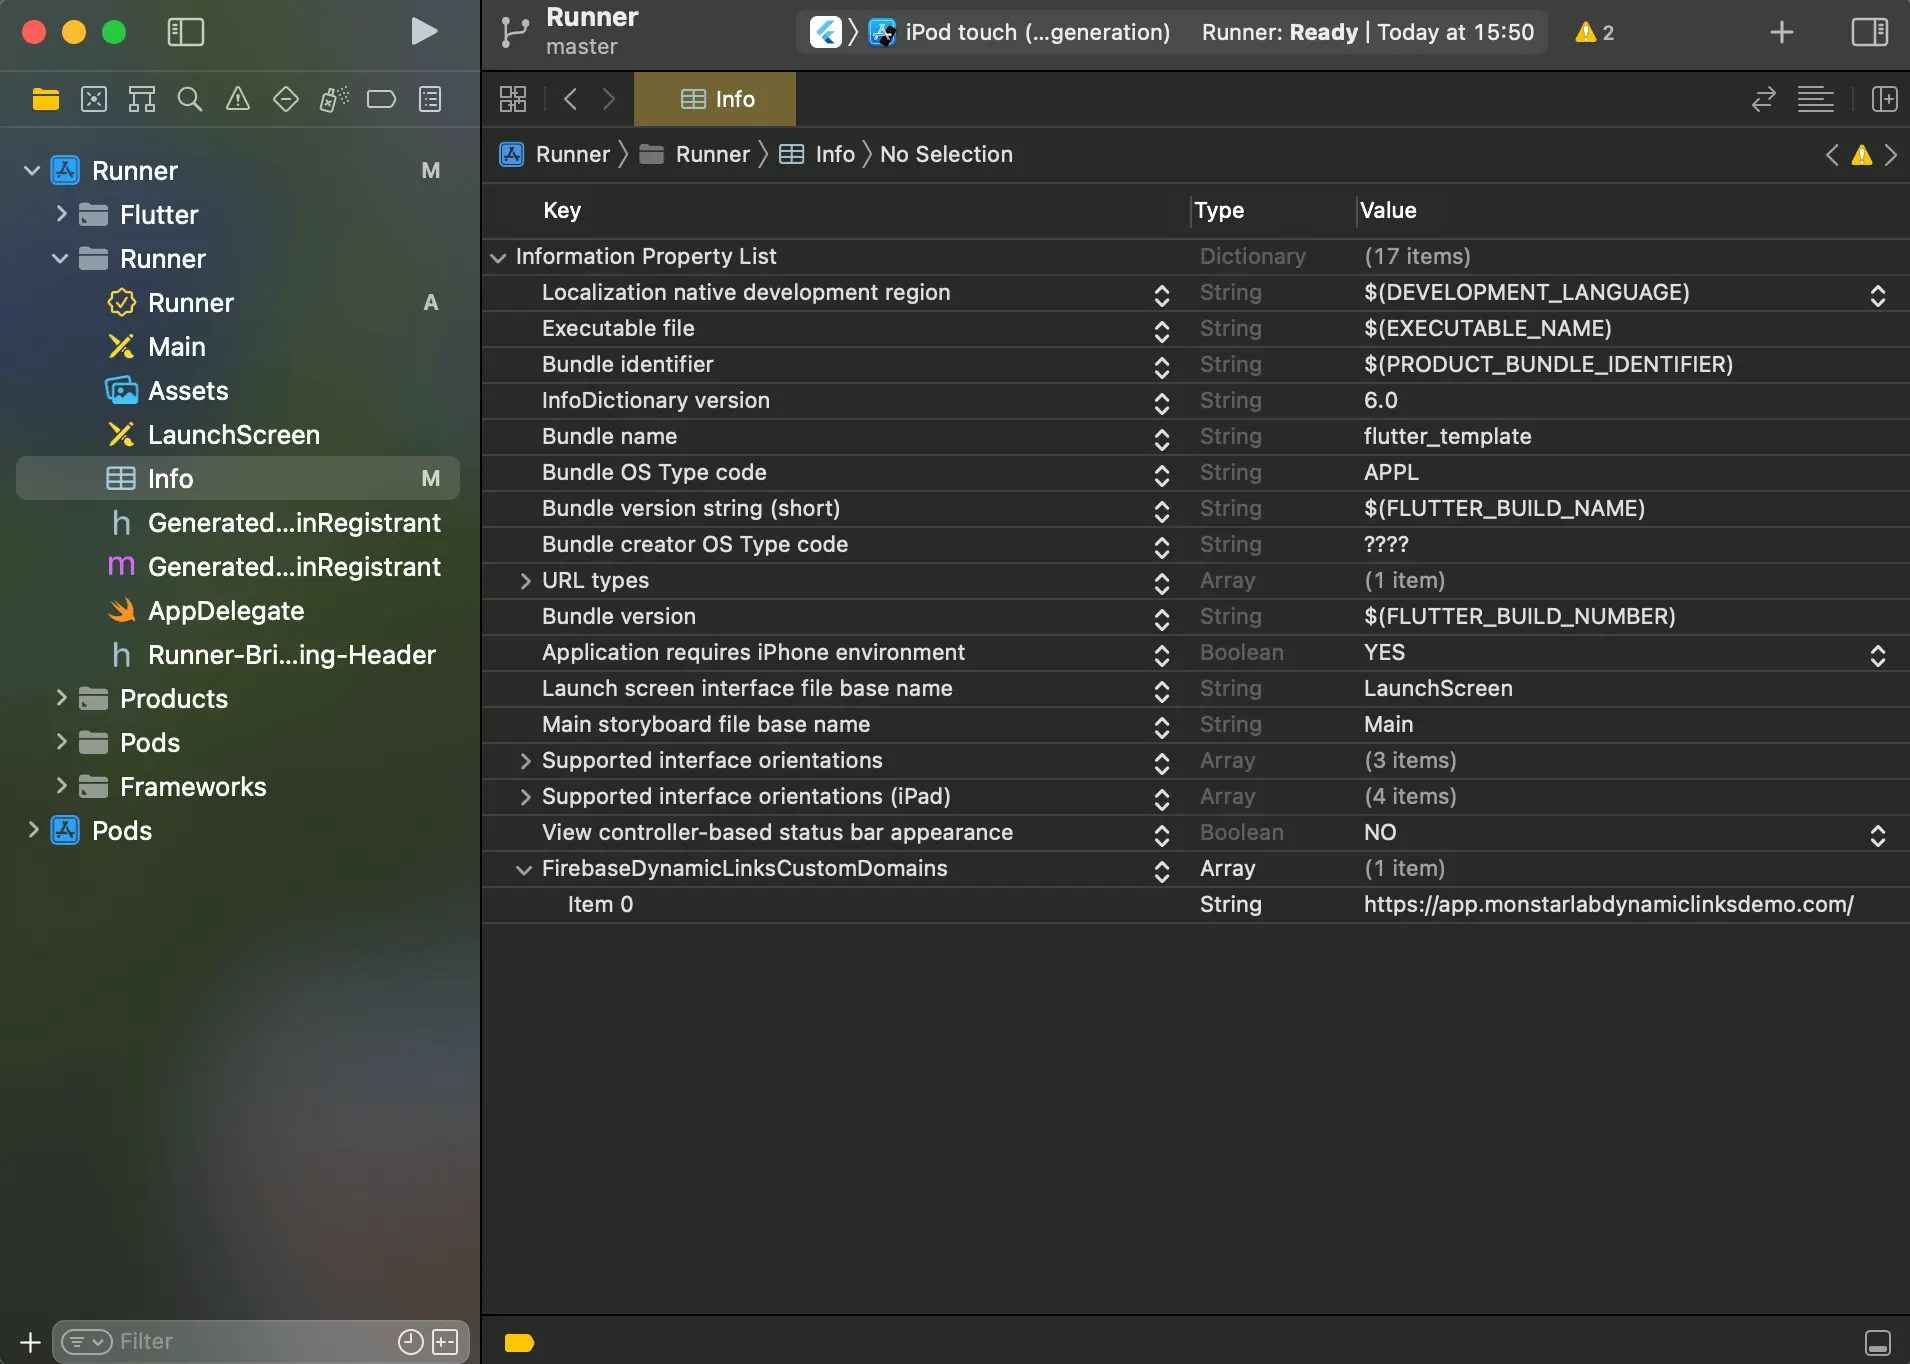 Runner
master
iPod touch (...generation)
Runner: Ready | Today at 15:50
2
Info
Runner
Runner
Info
No Selection
Runner M
Flutter
Runner
Runner A
Main
Assets
LaunchScreen
Info M
h Generated...inRegistrant
m Generated...inRegistrant
AppDelegate
h Runner-Bri...ing-Header
Products
Pods
Frameworks
Pods
Filter
Key Type Value
Information Property List Dictionary (17 items)
Localization native development region String $(DEVELOPMENT_LANGUAGE)
Executable file String $(EXECUTABLE_NAME)
Bundle identifier String $(PRODUCT_BUNDLE_IDENTIFIER)
InfoDictionary version String 6.0
Bundle name String flutter_template
Bundle OS Type code String APPL
Bundle version string (short) String $(FLUTTER_BUILD_NAME)
Bundle creator OS Type code String ????
URL types Array (1 item)
Bundle version String $(FLUTTER_BUILD_NUMBER)
Application requires iPhone environment Boolean YES
Launch screen interface file base name String LaunchScreen
Main storyboard file base name String Main
Supported interface orientations Array (3 items)
Supported interface orientations (iPad) Array (4 items)
View controller-based status bar appearance Boolean NO
FirebaseDynamicLinksCustomDomains Array (1 item)
Item 0 String https://app.monstarlabdynamiclinksdemo.com/